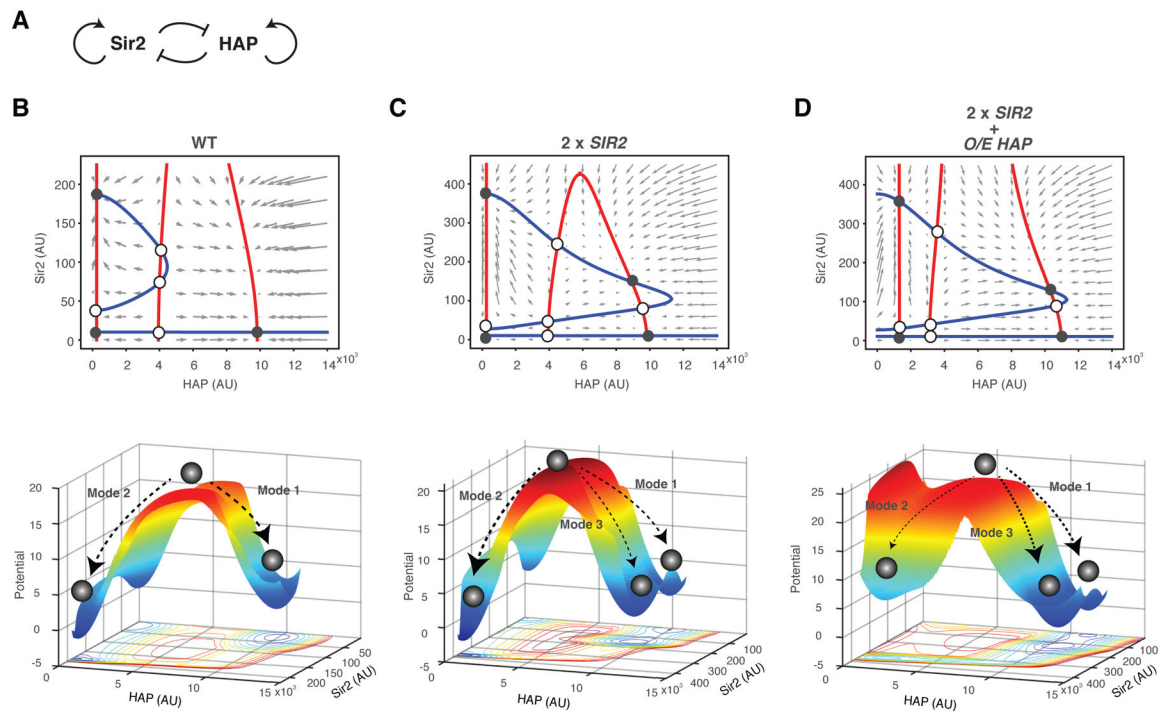 A
Sir2
HAP
B
C
D
WT
2 x SIR2
2 x SIR2
+
O/E HAP
Sir2 (AU)
200
150
100
50
0
0 2 4 6 8 10 12 14 x10³
HAP (AU)
Sir2 (AU)
400
300
200
100
0
0 2 4 6 8 10 12 14 x10³
HAP (AU)
Sir2 (AU)
400
300
200
100
0
0 2 4 6 8 10 12 14 x10³
HAP (AU)
Potential
20
15
10
5
0
-5
Mode 2
Mode 1
0 5 10 15 x10³
HAP (AU)
200 150 100 50
Sir2 (AU)
Potential
20
15
10
5
0
-5
Mode 2
Mode 1
Mode 3
0 5 10 15 x10³
HAP (AU)
400 300 200 100
Sir2 (AU)
Potential
25
20
15
10
5
0
-5
Mode 2
Mode 1
Mode 3
0 5 10 15 x10³
HAP (AU)
400 300 200 100
Sir2 (AU)